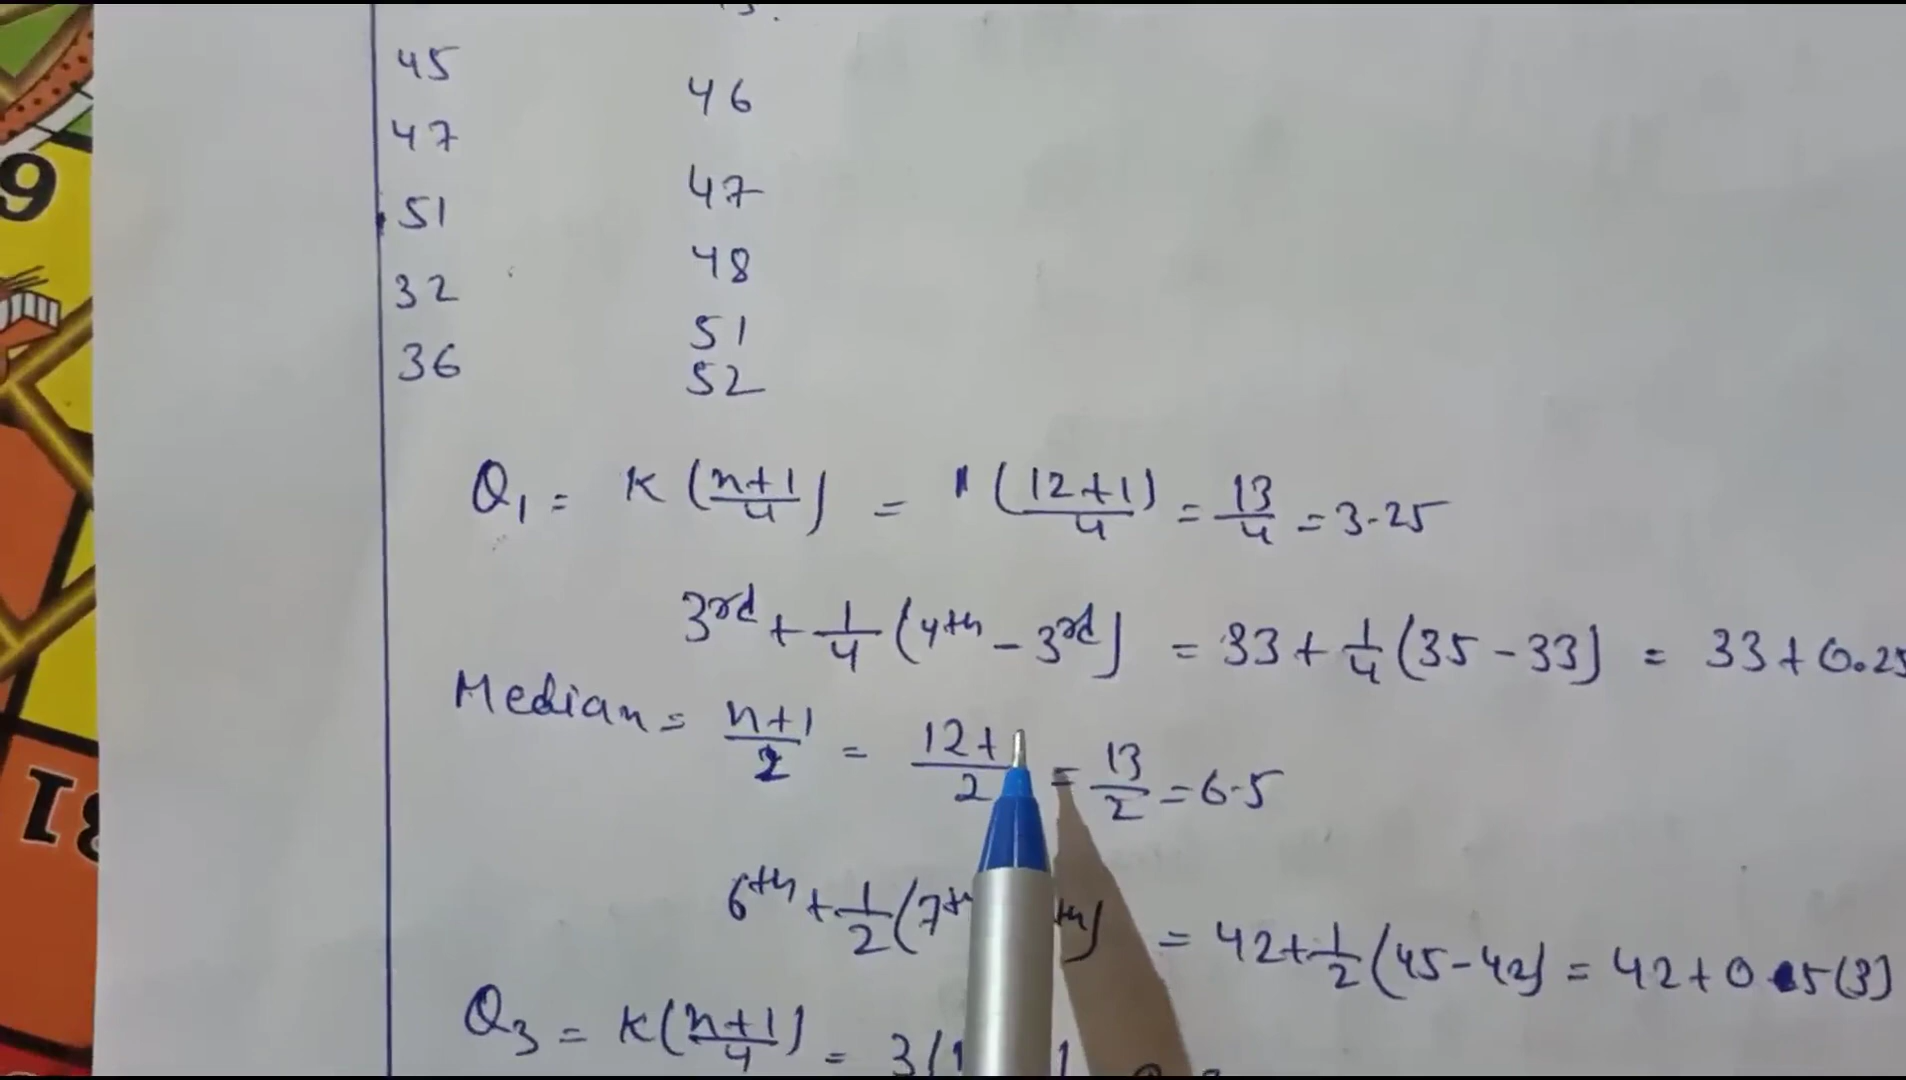 45
46
47
47
51
48
32
51
36
52
Q₁ = K (n+1/4) = 1 (12+1/4) = 13/4 = 3.25
3rd + 1/4 (4th - 3rd) = 33 + 1/4 (35 - 33) = 33 + 0.25
Median = n+1/2 = 12+ /2 = 13/2 = 6.5
6th + 1/2 (7th th) = 42 + 1/2 (45 - 42) = 42 + 0.5(3)
Q₃ = K (n+1/4) = 3(1
9
18